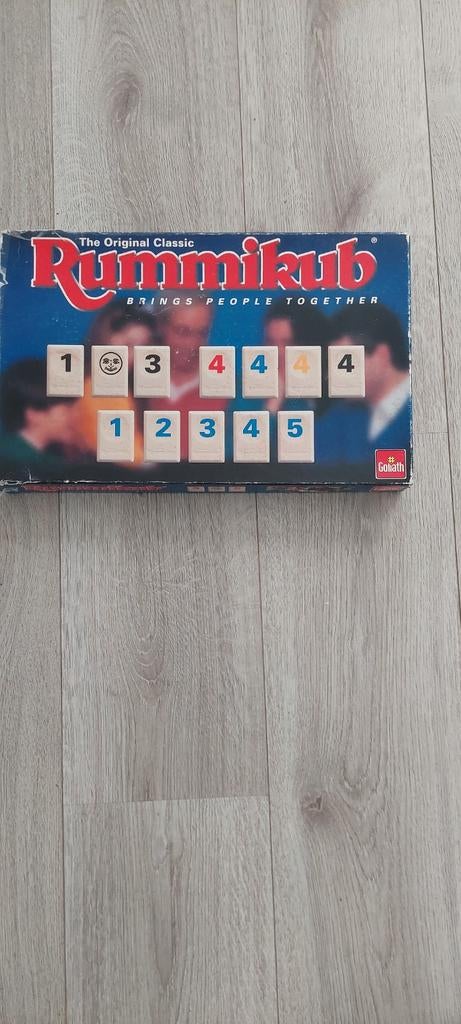 The Original Classic
Rummikub®
BRINGS PEOPLE TOGETHER
1 3 4 4 4 4
1 2 3 4 5
Goliath